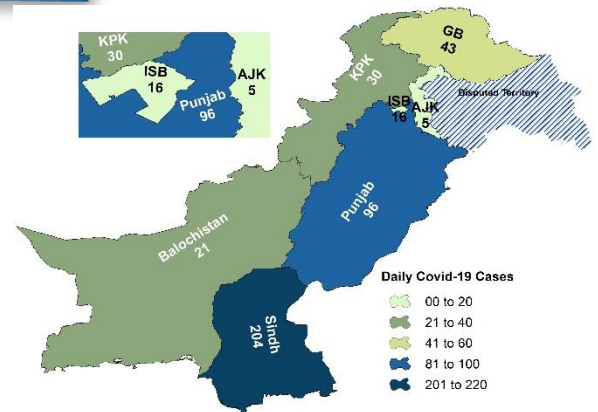 KPK
30
ISB
16
Punjab
96
AJK
5
GB
43
KPK
30
Disputed Territory
ISB
16
AJK
5
Punjab
96
Balochistan
21
Sindh
204
Daily Covid-19 Cases
00 to 20
21 to 40
41 to 60
81 to 100
201 to 220